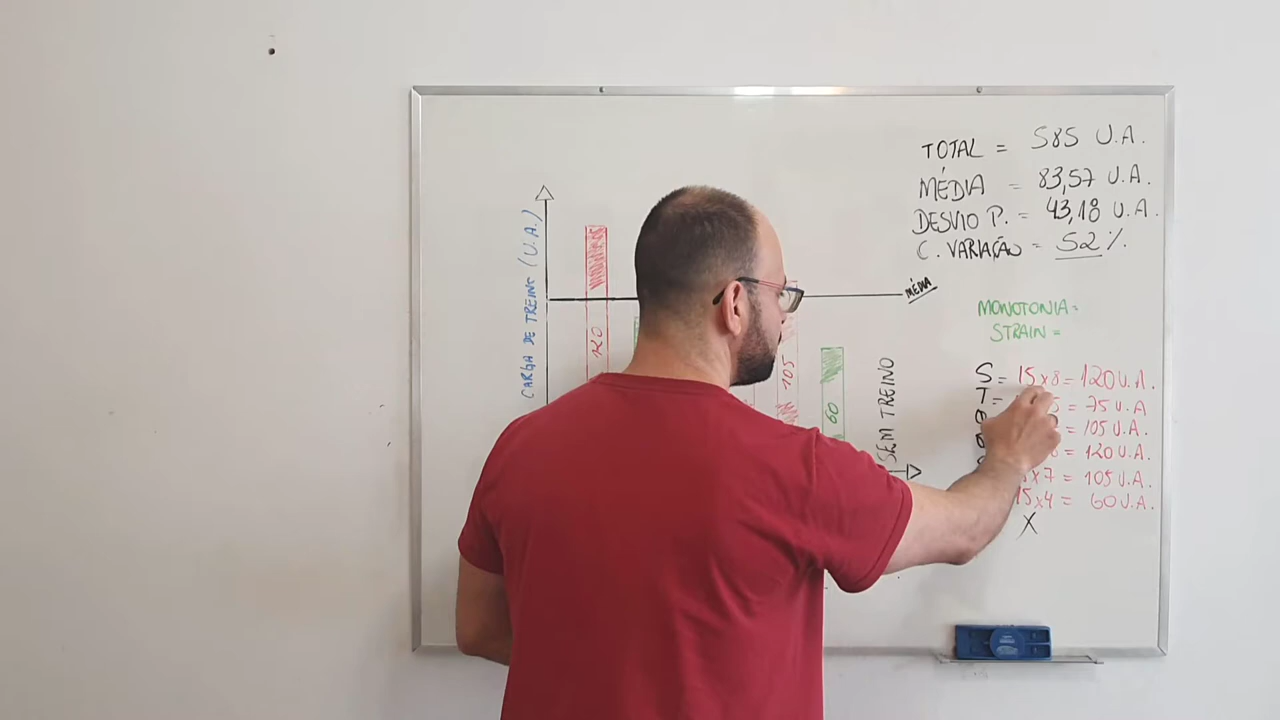 TOTAL = 585 U.A.
MÉDIA = 83,57 U.A.
DESVIO P. = 43,18 U.A.
C. VARIAÇÃO = 52%.
MONOTONIA =
STRAIN =
S = 15x8 = 120 U.A.
T = 5 = 75 U.A
= 105 U.A.
= 120 U.A.
x7 = 105 U.A.
15x4 = 60 U.A.
X
CARGA DE TREINO (U.A.)
120
105
60
SEM TREINO
MÉDIA